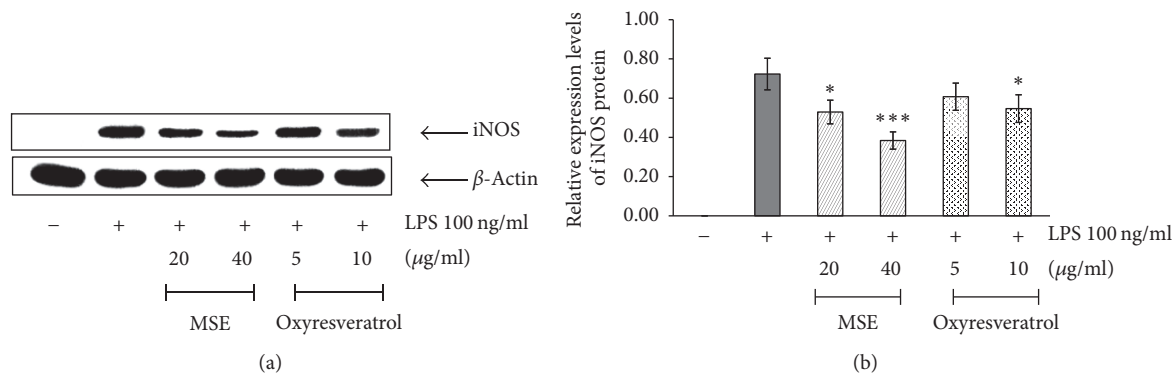 iNOS
β-Actin
− + + + + + LPS 100 ng/ml
20 40 5 10 (μg/ml)
MSE Oxyresveratrol
(a)
Relative expression levels
of iNOS protein
1.00
0.80
0.60
0.40
0.20
0.00
* *** *
− + + + + + LPS 100 ng/ml
20 40 5 10 (μg/ml)
MSE Oxyresveratrol
(b)